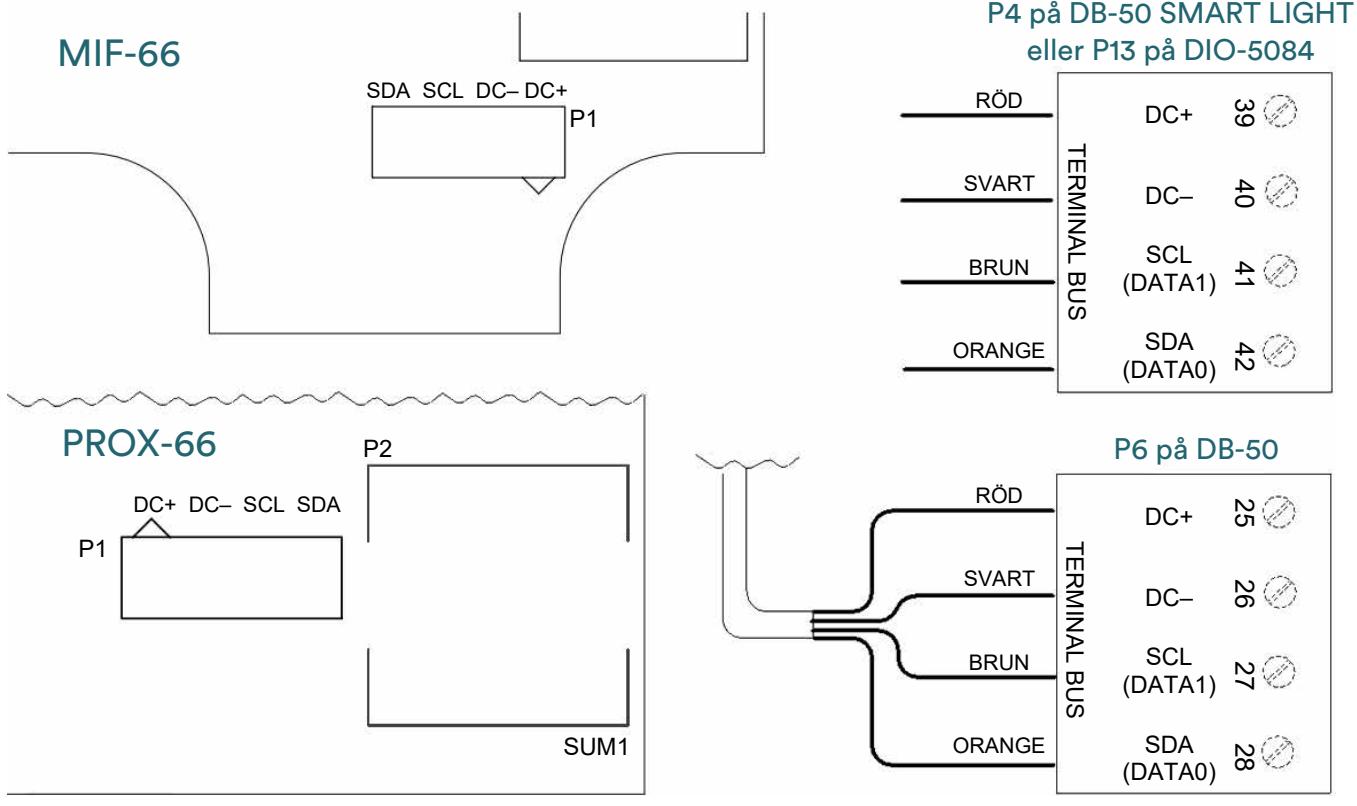 MIF-66
SDA SCL DC– DC+
P1
P4 på DB-50 SMART LIGHT
eller P13 på DIO-5084
RÖD
SVART
BRUN
ORANGE
TERMINAL BUS
DC+ 39
DC– 40
SCL
(DATA1) 41
SDA
(DATA0) 42
PROX-66
P2
DC+ DC– SCL SDA
P1
SUM1
P6 på DB-50
RÖD
SVART
BRUN
ORANGE
TERMINAL BUS
DC+ 25
DC– 26
SCL
(DATA1) 27
SDA
(DATA0) 28